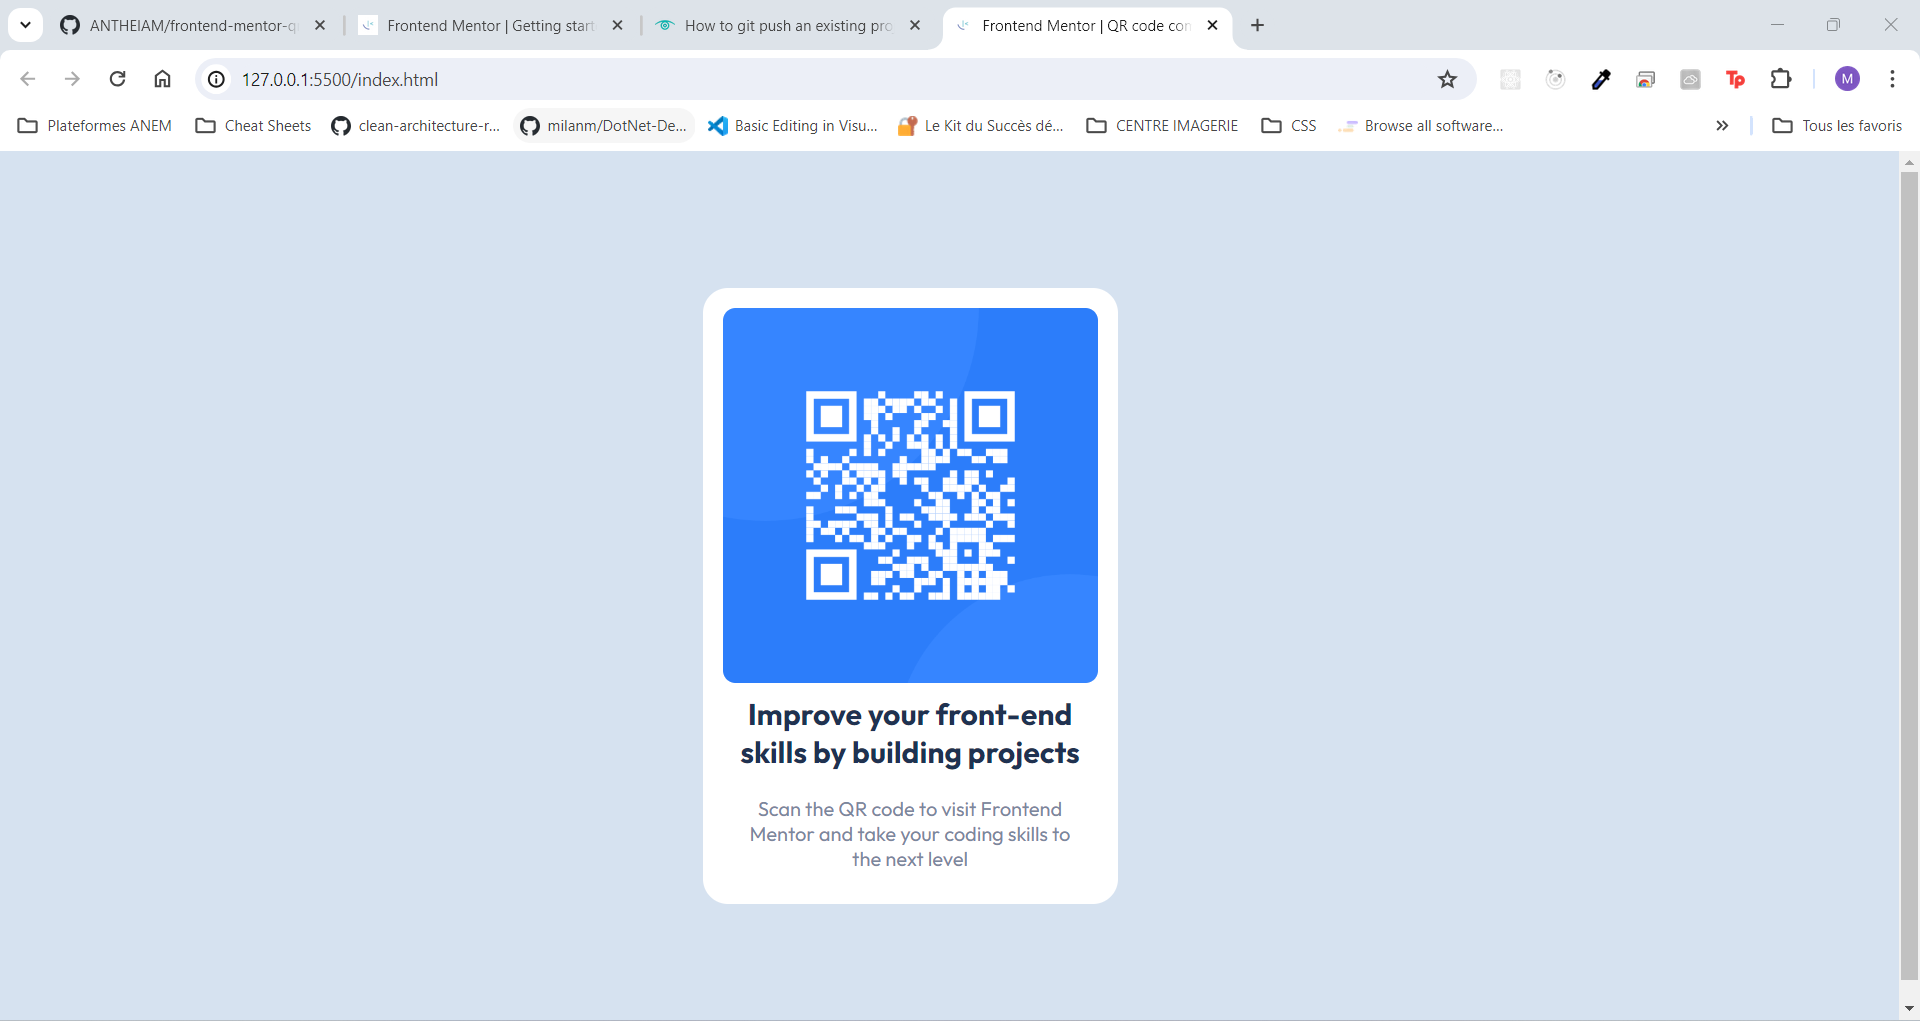 ANTHEIAM/frontend-mentor-q
Frontend Mentor | Getting start
How to git push an existing pro
Frontend Mentor | QR code con
127.0.0.1:5500/index.html
Tp
M
Plateformes ANEM
Cheat Sheets
clean-architecture-r...
milanm/DotNet-De...
Basic Editing in Visu...
Le Kit du Succès dé...
CENTRE IMAGERIE
CSS
Browse all software...
Tous les favoris
Improve your front-end
skills by building projects
Scan the QR code to visit Frontend
Mentor and take your coding skills to
the next level